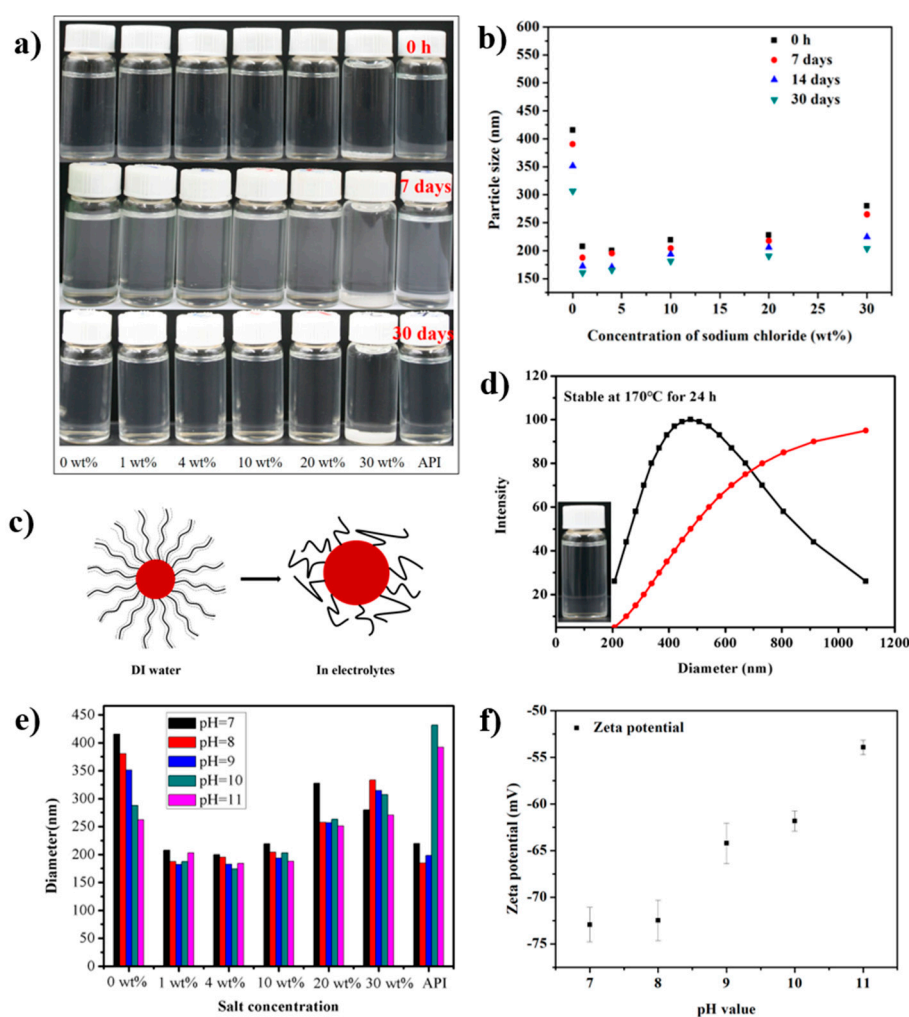 a)
0 h
7 days
30 days
0 wt% 1 wt% 4 wt% 10 wt% 20 wt% 30 wt% API
b)
600
550
500
450
400
350
300
250
200
150
0 5 10 15 20 25 30
Particle size (nm)
Concentration of sodium chloride (wt%)
0 h
7 days
14 days
30 days
c)
DI water
In electrolytes
d)
Stable at 170℃ for 24 h
120
100
80
60
40
20
0 200 400 600 800 1000 1200
Intensity
Diameter (nm)
e)
450
400
350
300
250
200
150
100
50
0
Diameter(nm)
pH=7
pH=8
pH=9
pH=10
pH=11
0 wt% 1 wt% 4 wt% 10 wt% 20 wt% 30 wt% API
Salt concentration
f)
Zeta potential
-50
-55
-60
-65
-70
-75
7 8 9 10 11
Zeta potential (mV)
pH value